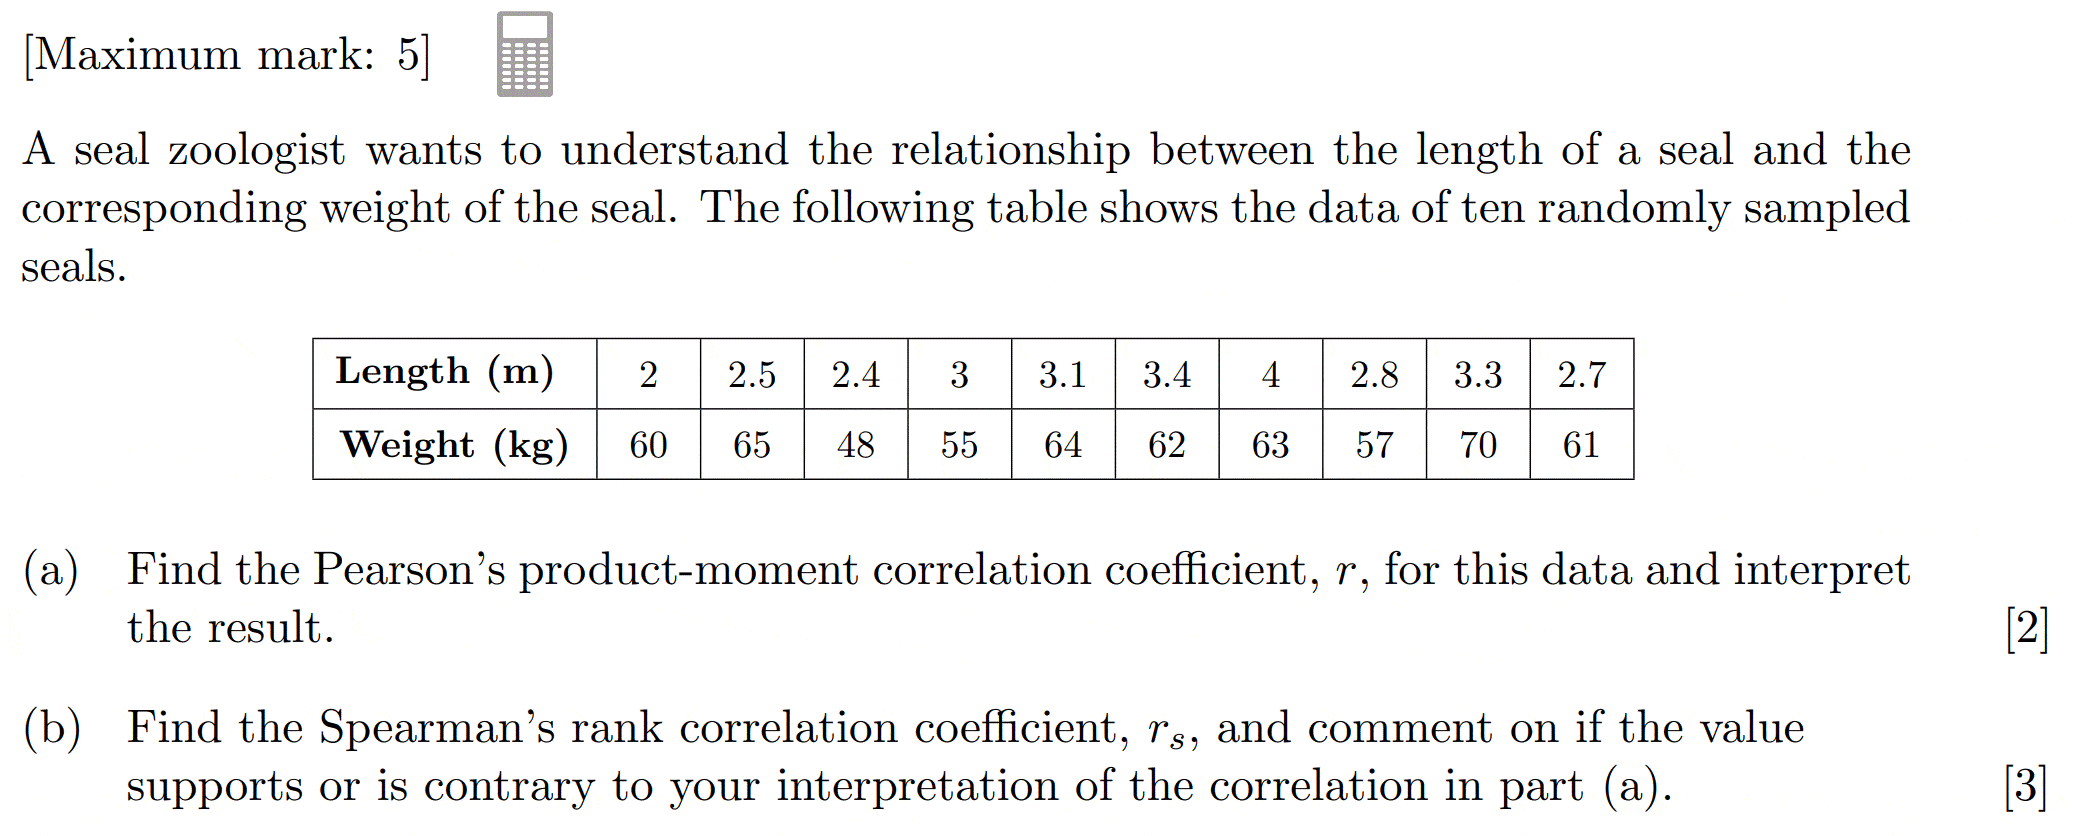 [Maximum mark: 5]
A seal zoologist wants to understand the relationship between the length of a seal and the
corresponding weight of the seal. The following table shows the data of ten randomly sampled
seals.
Length (m) 2 2.5 2.4 3 3.1 3.4 4 2.8 3.3 2.7
Weight (kg) 60 65 48 55 64 62 63 57 70 61
(a) Find the Pearson's product-moment correlation coefficient, r, for this data and interpret
the result. [2]
(b) Find the Spearman's rank correlation coefficient, rₛ, and comment on if the value
supports or is contrary to your interpretation of the correlation in part (a). [3]